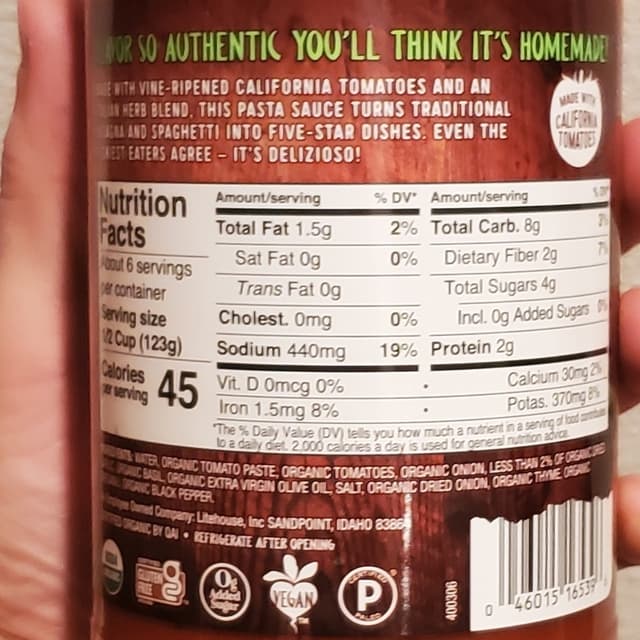 SO AUTHENTIC YOU'LL THINK IT'S HOMEMADE
WITH VINE-RIPENED CALIFORNIA TOMATOES AND AN
HERB BLEND, THIS PASTA SAUCE TURNS TRADITIONAL
AND SPAGHETTI INTO FIVE-STAR DISHES. EVEN THE
EATERS AGREE – IT'S DELIZIOSO!
MADE WITH
CALIFORNIA
TOMATOES
Nutrition
Facts
About 6 servings
per container
Serving size
1/2 Cup (123g)
Calories
per serving 45
Amount/serving % DV*
Total Fat 1.5g 2%
Sat Fat 0g 0%
Trans Fat 0g
Cholest. 0mg 0%
Sodium 440mg 19%
Amount/serving % DV*
Total Carb. 8g 3%
Dietary Fiber 2g 7%
Total Sugars 4g
Incl. 0g Added Sugars 0%
Protein 2g
Vit. D 0mcg 0% • Calcium 30mg 2%
Iron 1.5mg 8% • Potas. 370mg 8%
*The % Daily Value (DV) tells you how much a nutrient in a serving of food
to a daily diet. 2,000 calories a day is used for general nutrition advice.
WATER, ORGANIC TOMATO PASTE, ORGANIC TOMATOES, ORGANIC ONION, LESS THAN 2% OF ORGANIC
BASIL, ORGANIC EXTRA VIRGIN OLIVE OIL, SALT, ORGANIC DRIED ONION, ORGANIC THYME, ORGANIC
ORGANIC BLACK PEPPER.
Owned Company: Litehouse, Inc SANDPOINT, IDAHO 83864
ORGANIC BY QAI • REFRIGERATE AFTER OPENING
GLUTEN
FREE
0g
Added
Sugar
VEGAN
CERTIFIED
P
PALEO
400306
0 46015 16539